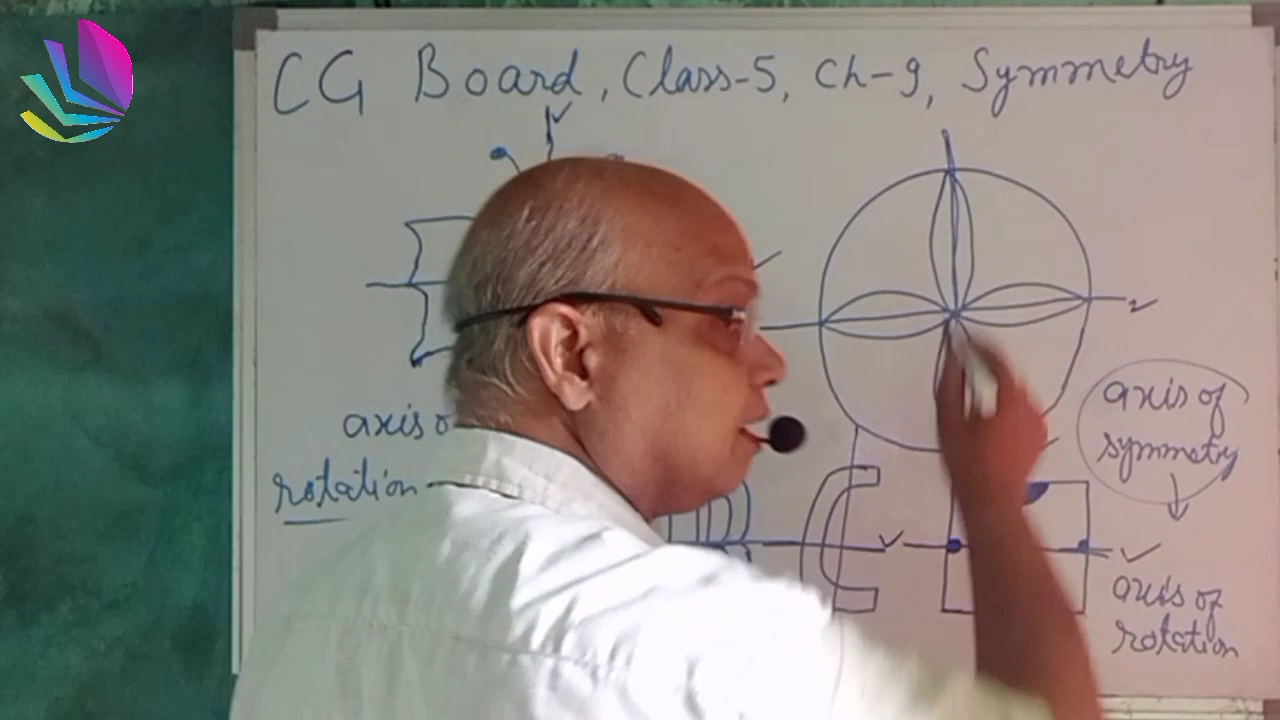 CG Board, Class-5, Ch-9, Symmetry
axis of
symmetry
axis o
rotation
axis of
rotation